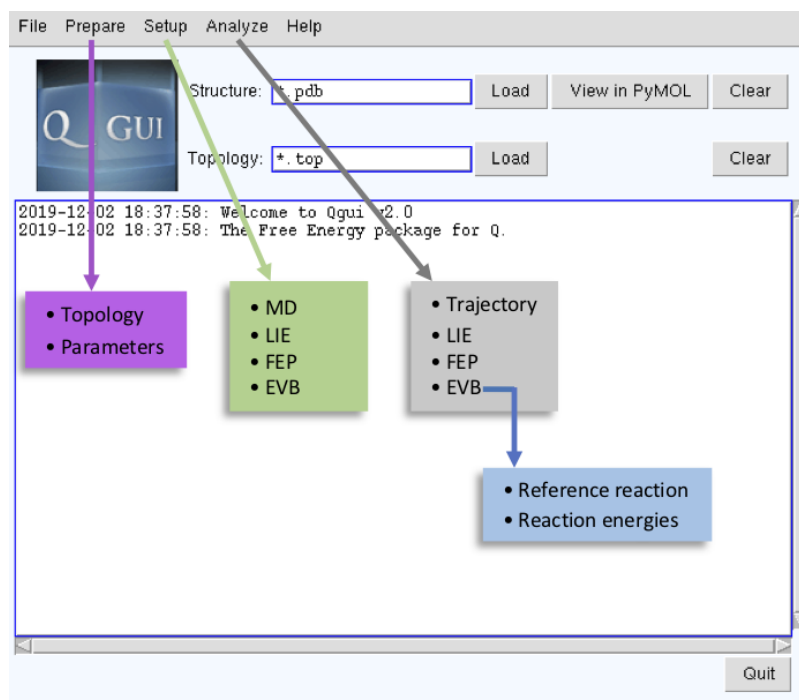 File Prepare Setup Analyze Help
Structure: *.pdb Load View in PyMOL Clear
Q GUI
Topology: *.top Load Clear
2019-12-02 18:37:58: Welcome to Qgui v2.0
2019-12-02 18:37:58: The Free Energy package for Q.
• Topology
• Parameters
• MD
• LIE
• FEP
• EVB
• Trajectory
• LIE
• FEP
• EVB
• Reference reaction
• Reaction energies
Quit